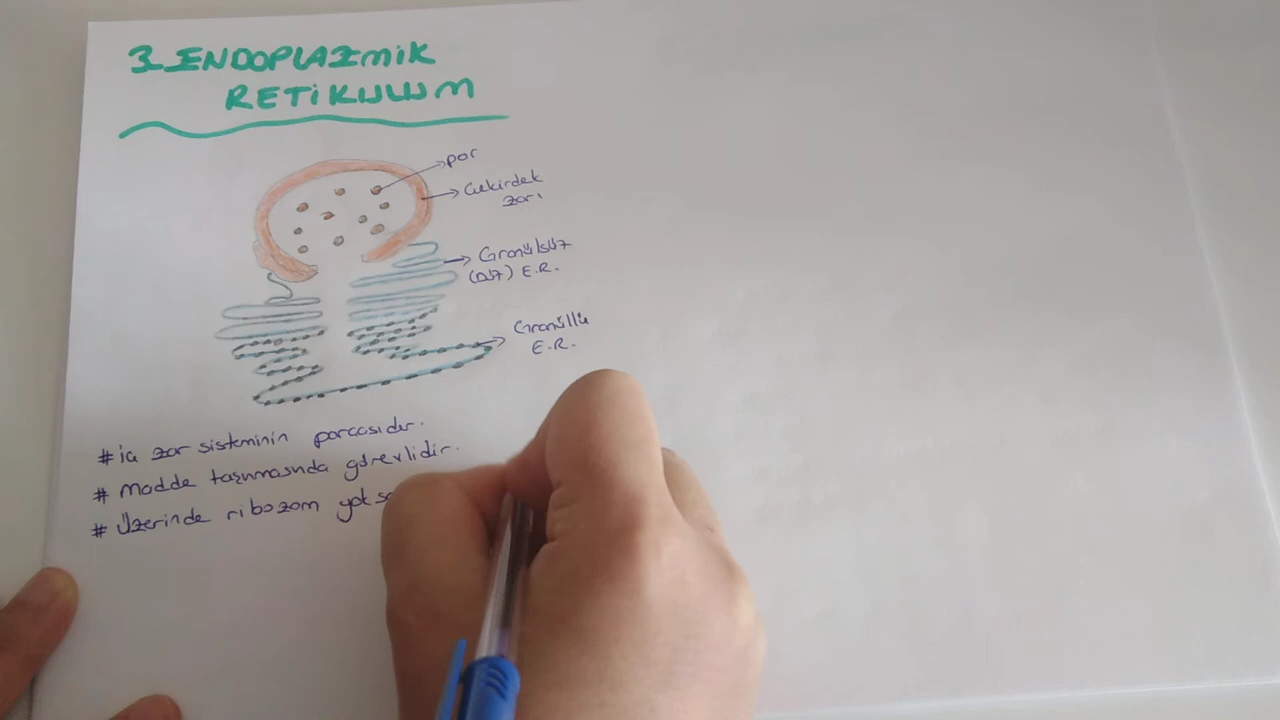 3. ENDOPLAZMİK
RETİKULUM
por
Çekirdek
zarı
Granülsüz
(Düz) E.R.
Granüllü
E.R.
# iç zar sisteminin parçasıdır.
# Madde taşınmasında görevlidir.
# Üzerinde ribozom yoksa